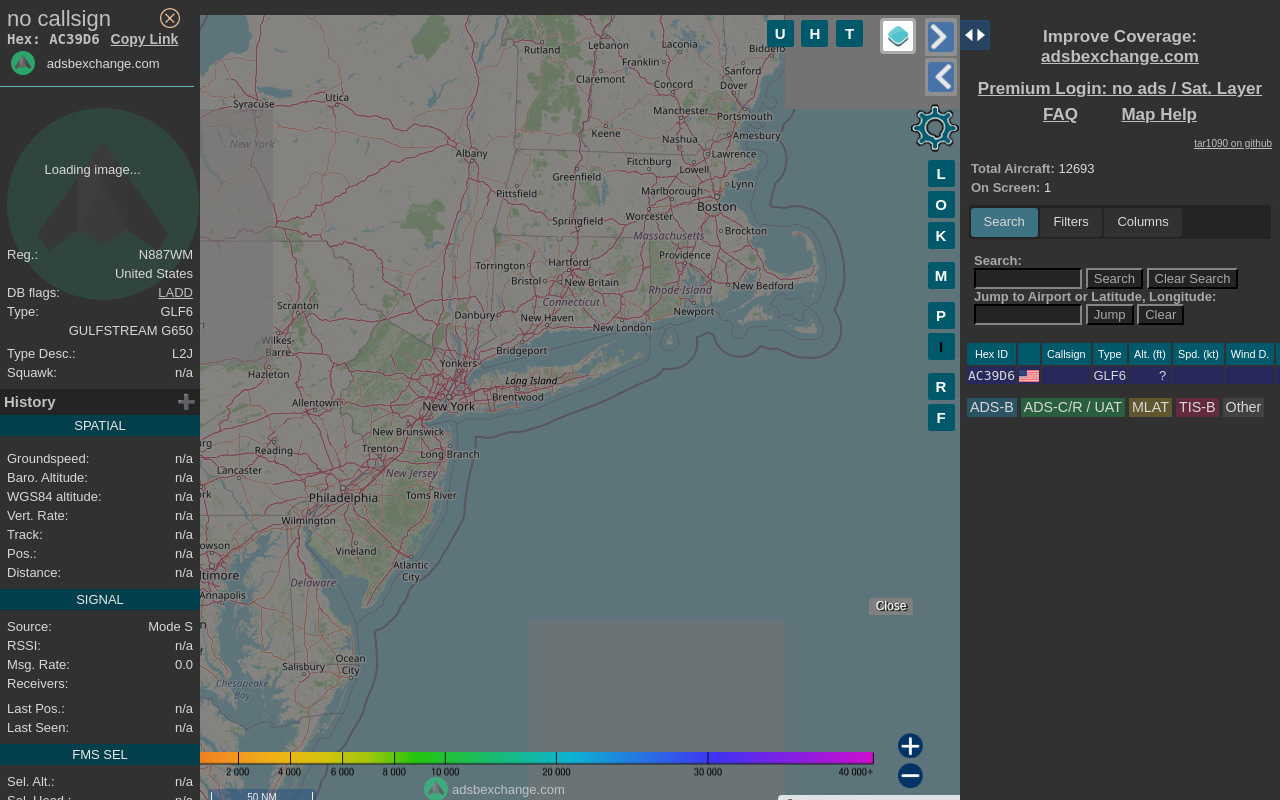 no callsign
Hex: AC39D6 Copy Link
adsbexchange.com
Loading image...
Reg.: N887WM
United States
DB flags: LADD
Type: GLF6
GULFSTREAM G650
Type Desc.: L2J
Squawk: n/a
History
SPATIAL
Groundspeed: n/a
Baro. Altitude: n/a
WGS84 altitude: n/a
Vert. Rate: n/a
Track: n/a
Pos.: n/a
Distance: n/a
SIGNAL
Source: Mode S
RSSI: n/a
Msg. Rate: 0.0
Receivers:
Last Pos.: n/a
Last Seen: n/a
FMS SEL
Sel. Alt.: n/a
Sel. Head.: n/a
U H T
Rutland
Lebanon
Laconia
Franklin
Claremont
Sanford
Concord
Dover
Syracuse
Utica
Manchester
Portsmouth
Keene
Nashua
Amesbury
New York
Albany
Fitchburg
Lawrence
Lowell
Greenfield
Lynn
Pittsfield
Marlborough
Boston
Springfield
Worcester
Brockton
Massachusetts
Providence
Torrington
Hartford
Bristol
New Britain
Rhode Island
New Bedford
Connecticut
Scranton
Danbury
New Haven
Newport
New London
Wilkes-
Barre
Bridgeport
Hazleton
Yonkers
Long Island
Brentwood
Allentown
New York
New Brunswick
Reading
Trenton
Long Branch
Lancaster
New Jersey
Philadelphia
Toms River
Wilmington
Vineland
Atlantic
City
Delaware
Annapolis
Ocean
City
Salisbury
Chesapeake
Bay
L
O
K
M
P
I
R
F
Close
2 000 4 000 6 000 8 000 10 000 20 000 30 000 40 000+
adsbexchange.com
50 NM
Improve Coverage:
adsbexchange.com
Premium Login: no ads / Sat. Layer
FAQ Map Help
tar1090 on github
Total Aircraft: 12693
On Screen: 1
Search Filters Columns
Search:
Search Clear Search
Jump to Airport or Latitude, Longitude:
Jump Clear
Hex ID Callsign Type Alt. (ft) Spd. (kt) Wind D.
AC39D6 GLF6 ?
ADS-B ADS-C/R / UAT MLAT TIS-B Other